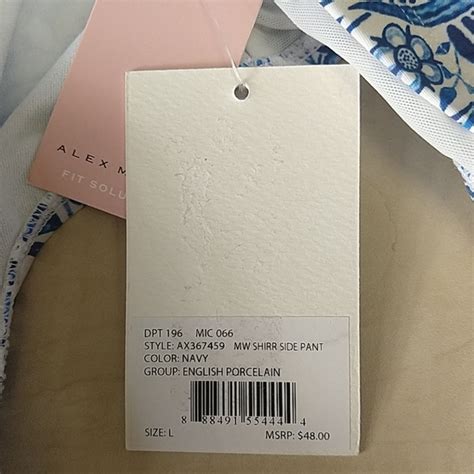 ALEX M
FIT SOLU
DPT 196 MIC 066
STYLE: AX367459 MW SHIRR SIDE PANT
COLOR: NAVY
GROUP: ENGLISH PORCELAIN
8 88491 55444 4
SIZE: L MSRP: $48.00